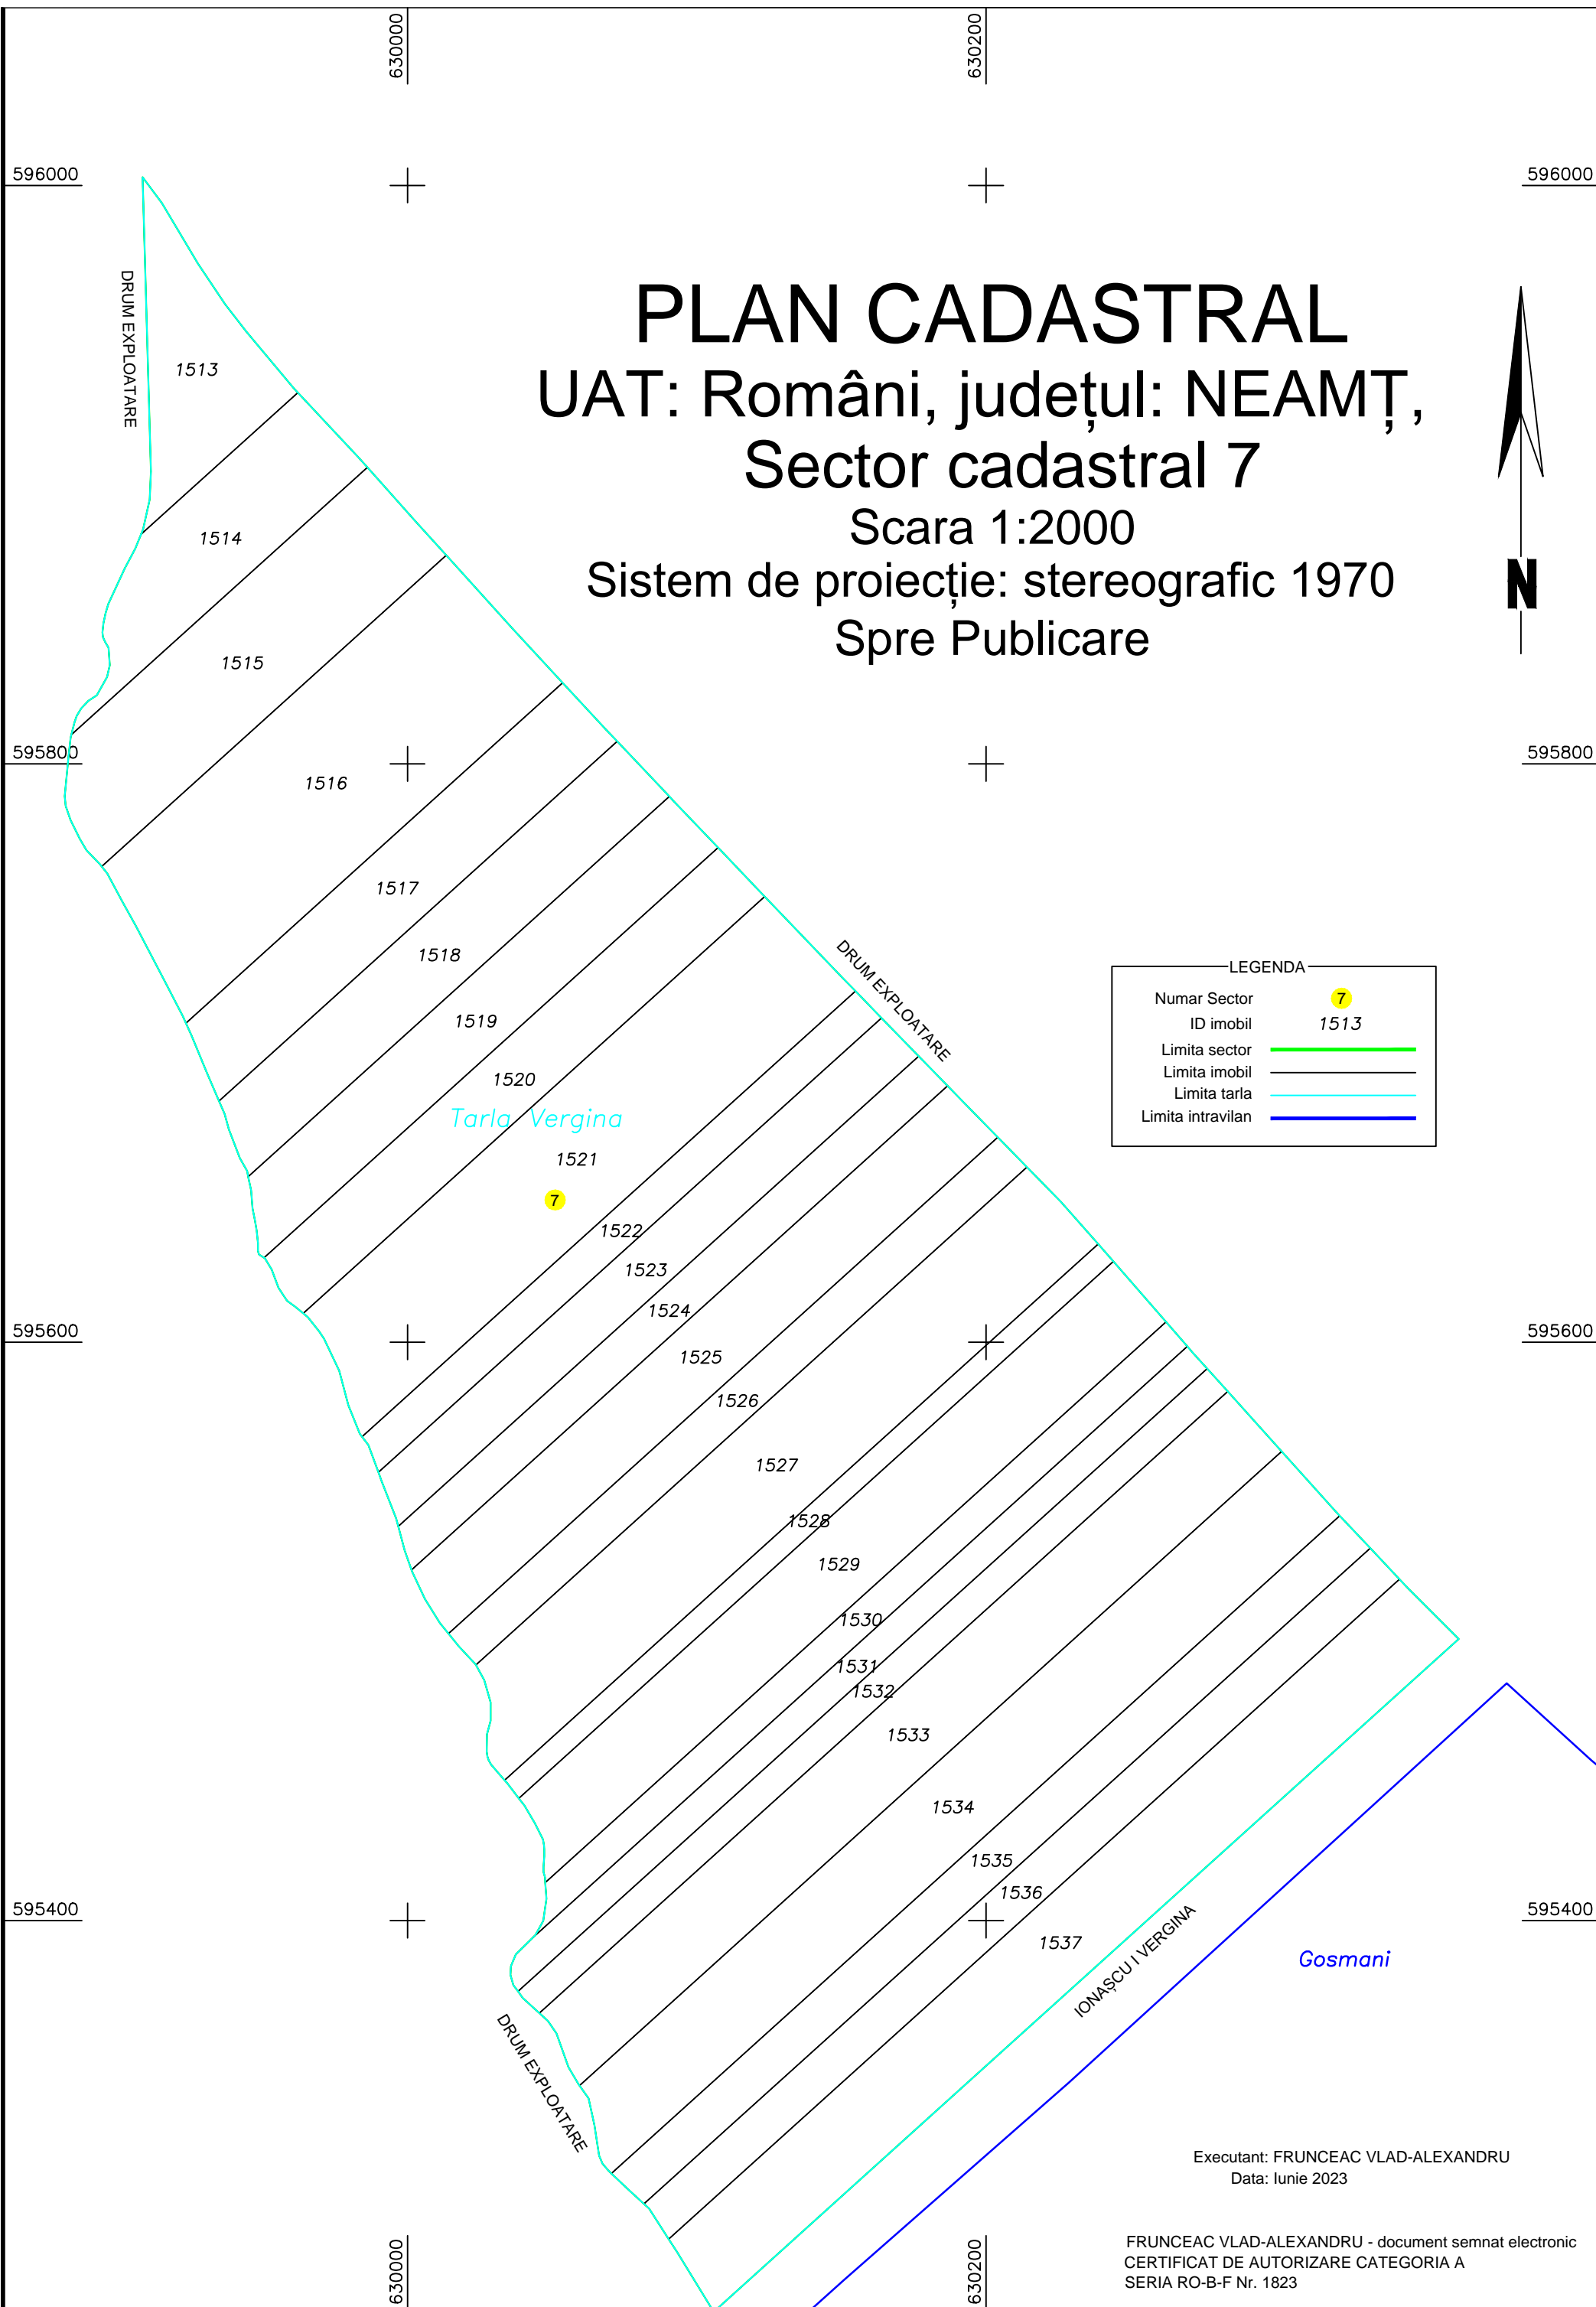 630000
630200
596000
596000
DRUM EXPLOATARE
PLAN CADASTRAL
UAT: Români, județul: NEAMȚ,
Sector cadastral 7
Scara 1:2000
Sistem de proiecție: stereografic 1970
Spre Publicare
N
1513
1514
1515
595800
595800
1516
1517
1518
1519
1520
DRUM EXPLOATARE
LEGENDA
Numar Sector 7
ID imobil 1513
Limita sector
Limita imobil
Limita tarla
Limita intravilan
Tarla Vergina
1521
7
1522
1523
1524
595600
595600
1525
1526
1527
1528
1529
1530
1531
1532
1533
1534
1535
1536
595400
595400
1537
IONAȘCU I VERGINA
Gosmani
DRUM EXPLOATARE
Executant: FRUNCEAC VLAD-ALEXANDRU
Data: Iunie 2023
FRUNCEAC VLAD-ALEXANDRU - document semnat electronic
CERTIFICAT DE AUTORIZARE CATEGORIA A
SERIA RO-B-F Nr. 1823
630000
630200